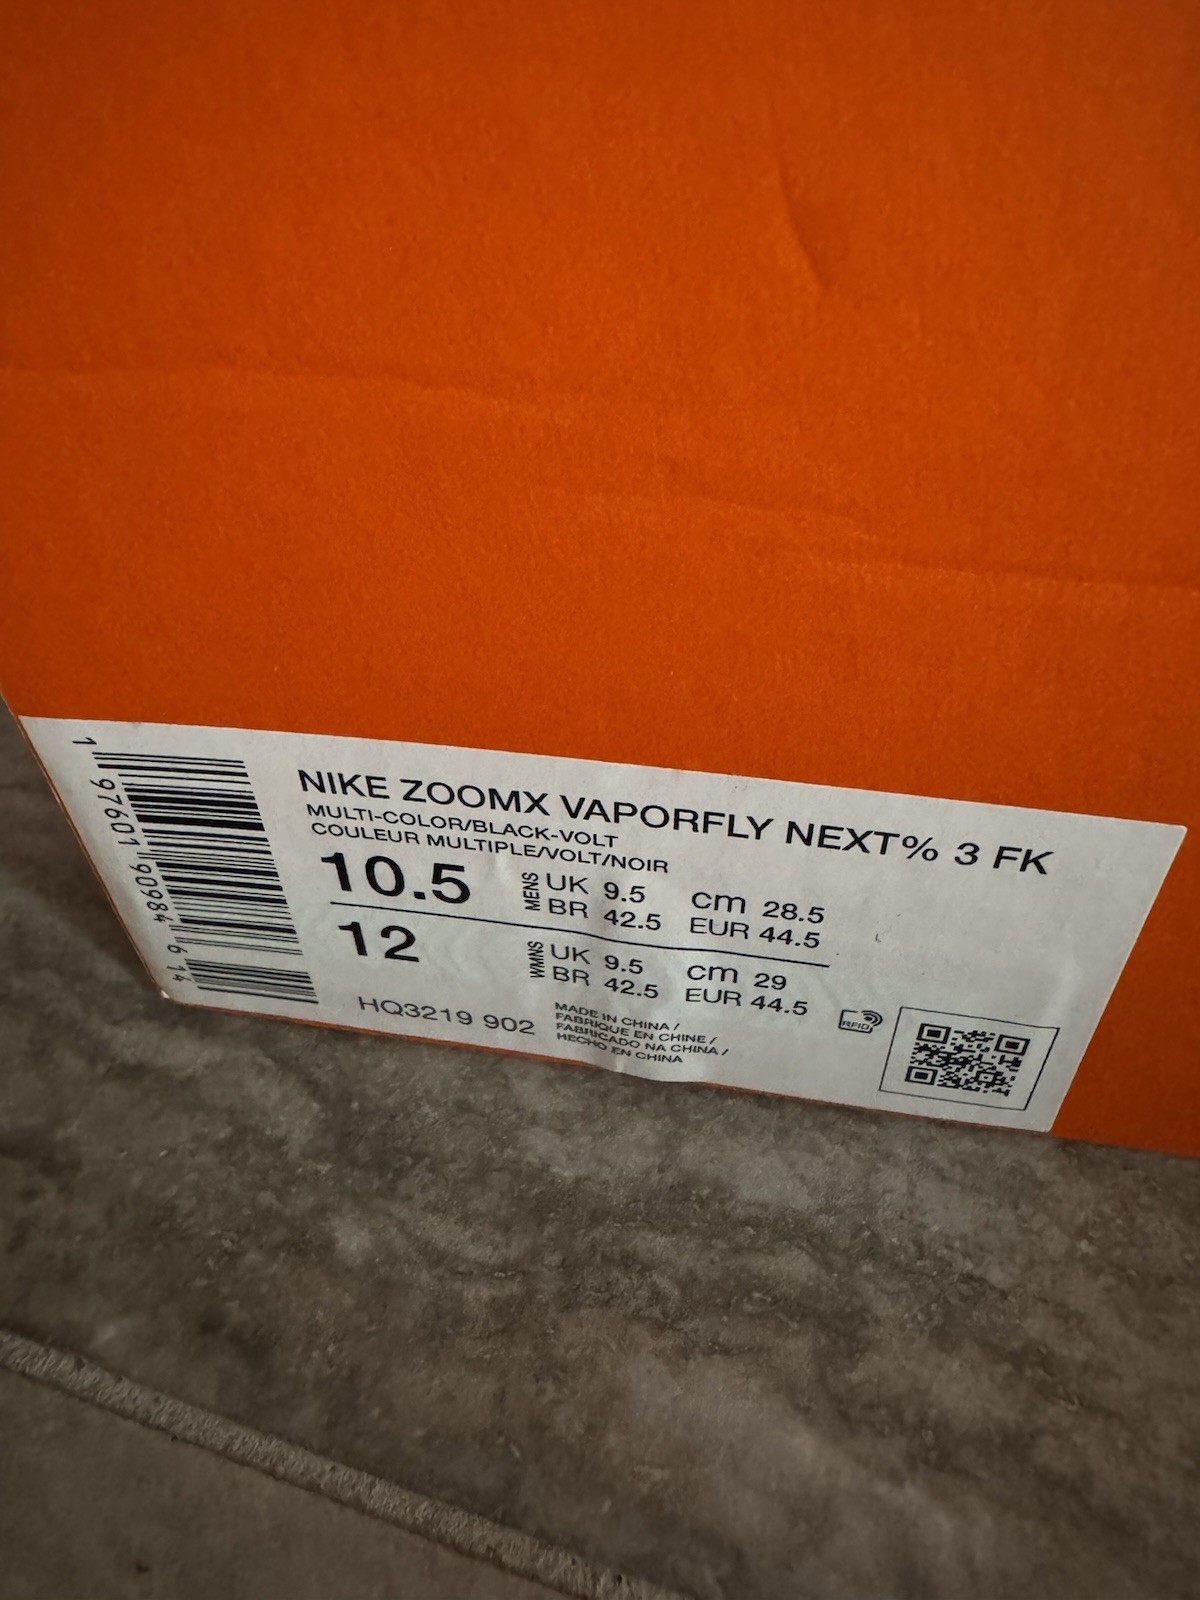 NIKE ZOOMX VAPORFLY NEXT% 3 FK
MULTI-COLOR/BLACK-VOLT
COULEUR MULTIPLE/VOLT/NOIR
10.5 MENS UK 9.5 cm 28.5
BR 42.5 EUR 44.5
12 WMNS UK 9.5 cm 29
BR 42.5 EUR 44.5
HQ3219 902
MADE IN CHINA /
FABRIQUE EN CHINE /
FABRICADO NA CHINA /
HECHO EN CHINA
RFID
1 97601 90984 6 14